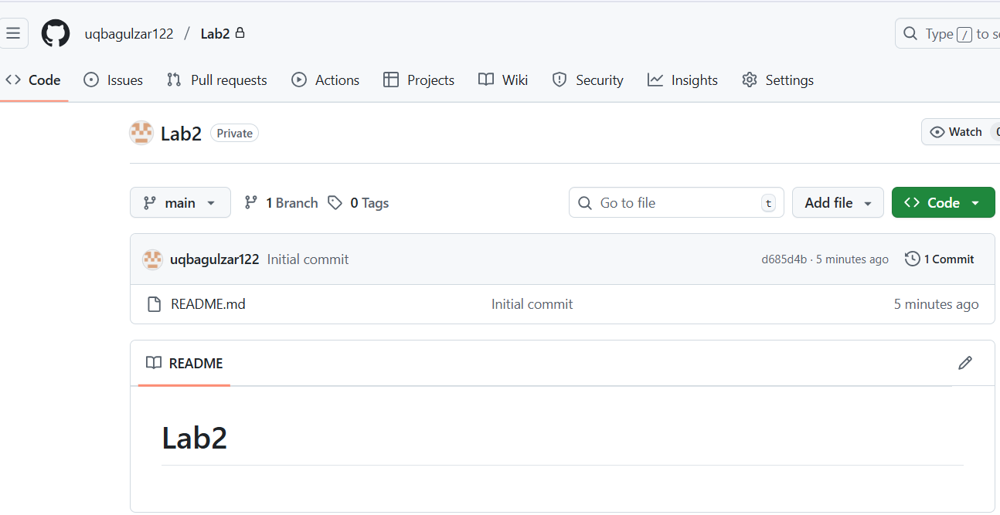 uqbagulzar122 / Lab2
Type / to se
Code Issues Pull requests Actions Projects Wiki Security Insights Settings
Lab2 Private
Watch 0
main 1 Branch 0 Tags
Go to file t
Add file
Code
uqbagulzar122 Initial commit d685d4b · 5 minutes ago 1 Commit
README.md Initial commit 5 minutes ago
README
Lab2